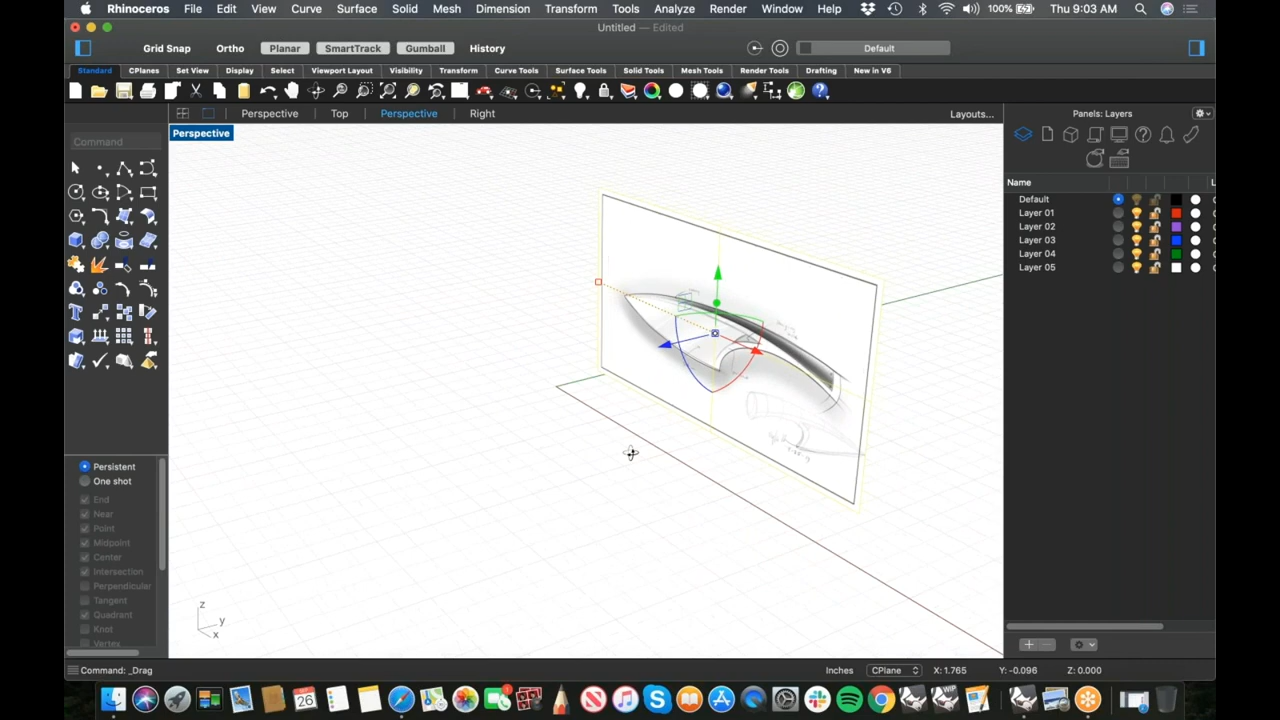 Rhinoceros File Edit View Curve Surface Solid Mesh Dimension Transform Tools Analyze Render Window Help 100% Thu 9:03 AM
Untitled — Edited
Grid Snap Ortho Planar SmartTrack Gumball History Default
Standard CPlanes Set View Display Select Viewport Layout Visibility Transform Curve Tools Surface Tools Solid Tools Mesh Tools Render Tools Drafting New in V6
Perspective Top Perspective Right Layouts...
Panels: Layers
Perspective
Command
Name L
Default
Layer 01
Layer 02
Layer 03
Layer 04
Layer 05
Persistent
One shot
End
Near
Point
Midpoint
Center
Intersection
Perpendicular
Tangent
Quadrant
Knot
Vertex
z
y
x
Command: _Drag Inches CPlane X: 1.765 Y: -0.096 Z: 0.000
26